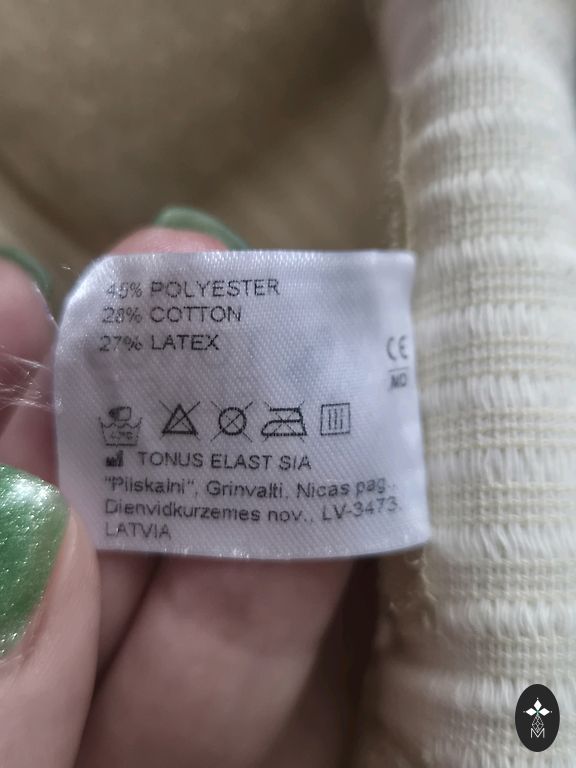 45% POLYESTER
28% COTTON
27% LATEX
CE
MD
TONUS ELAST SIA
"Pilskalni", Grinvalti, Nicas pag.,
Dienvidkurzemes nov., LV-3473,
LATVIA
M